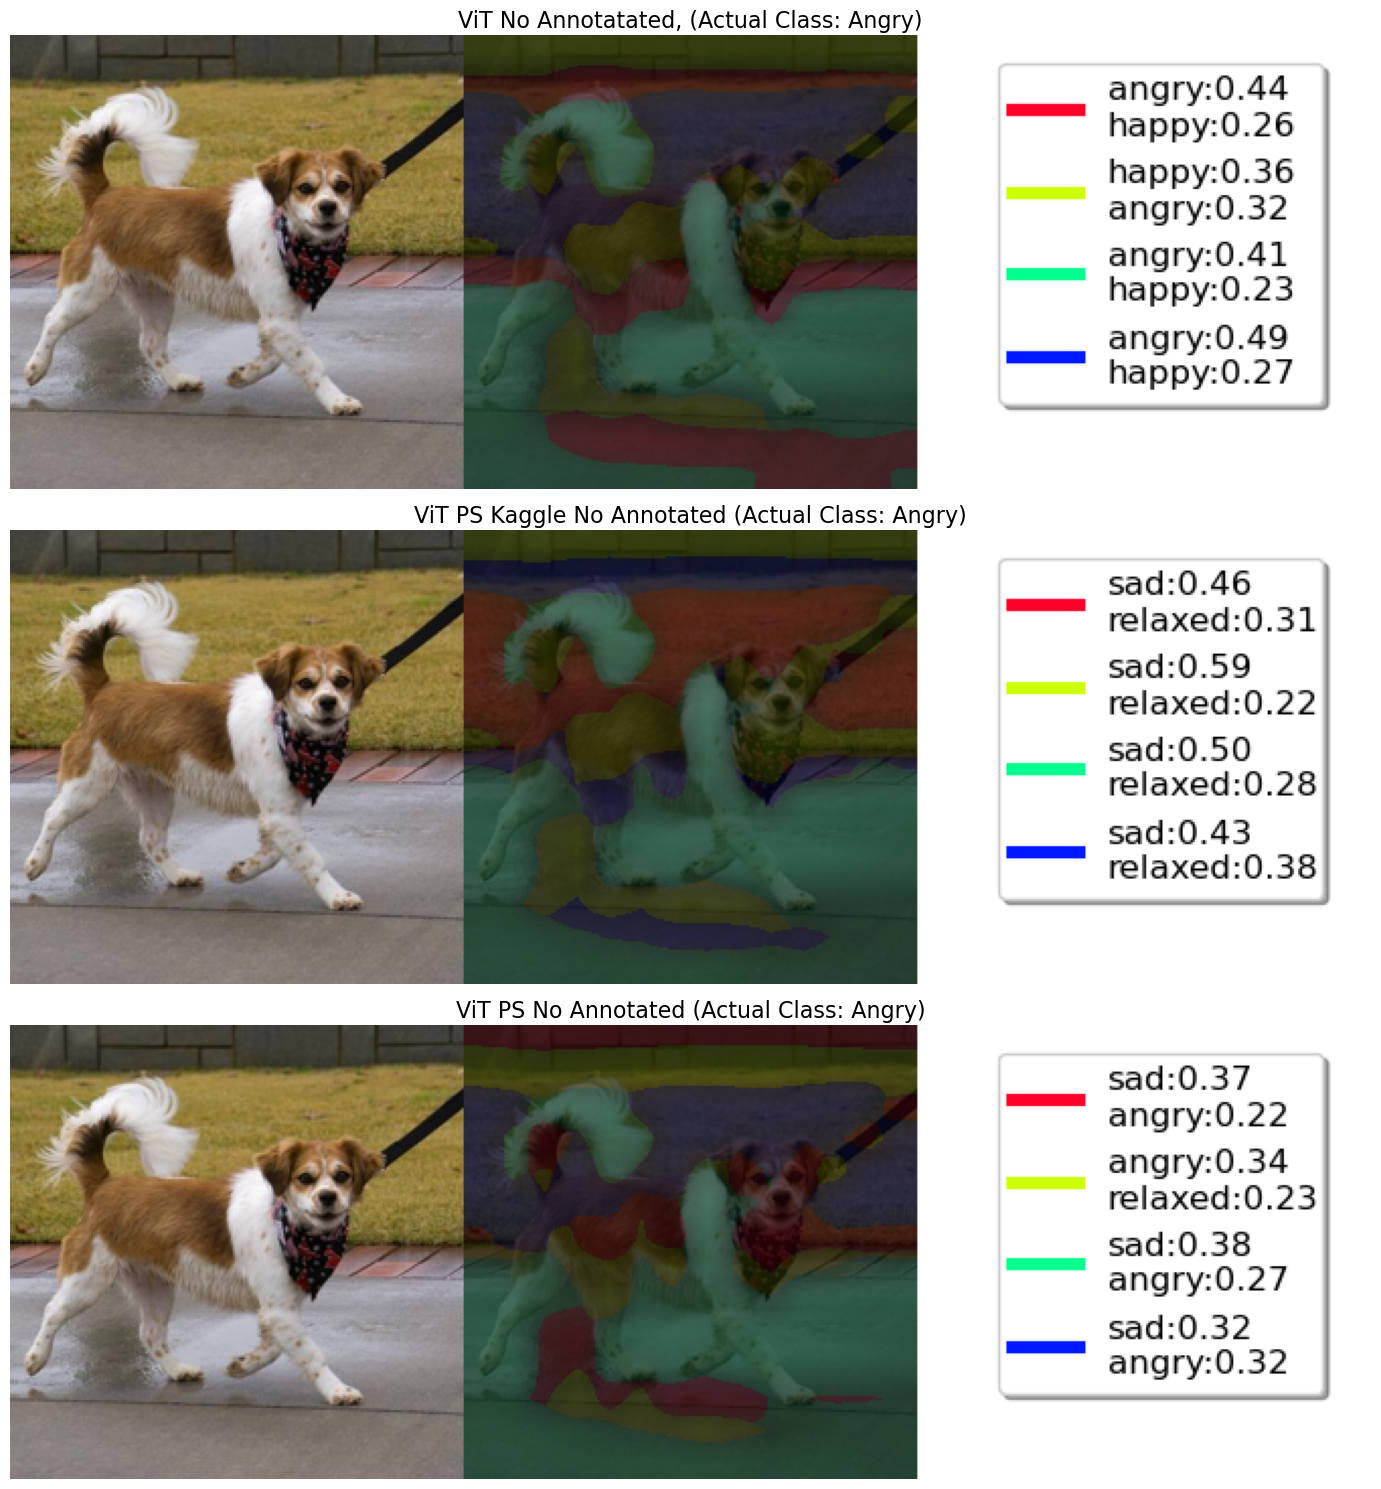 ViT No Annotatated, (Actual Class: Angry)
angry:0.44
happy:0.26
happy:0.36
angry:0.32
angry:0.41
happy:0.23
angry:0.49
happy:0.27
ViT PS Kaggle No Annotated (Actual Class: Angry)
sad:0.46
relaxed:0.31
sad:0.59
relaxed:0.22
sad:0.50
relaxed:0.28
sad:0.43
relaxed:0.38
ViT PS No Annotated (Actual Class: Angry)
sad:0.37
angry:0.22
angry:0.34
relaxed:0.23
sad:0.38
angry:0.27
sad:0.32
angry:0.32